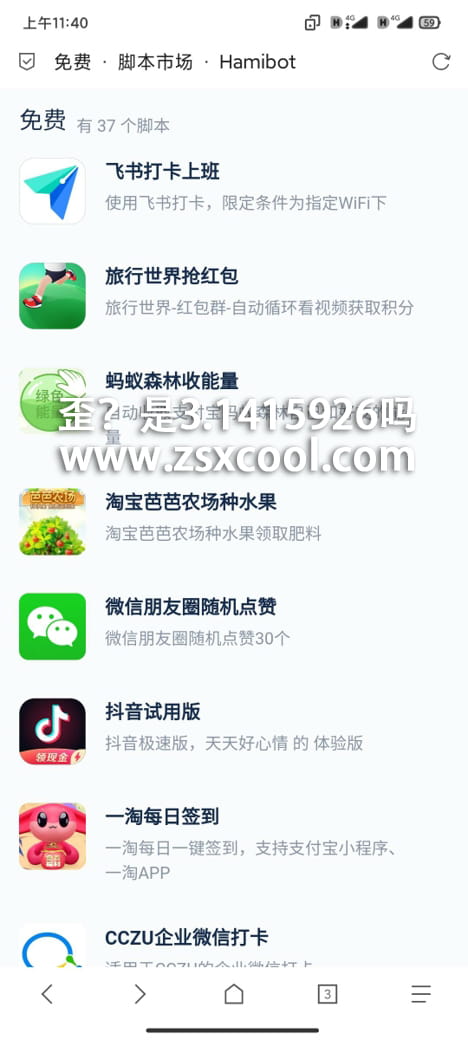 上午11:40
4G
4G
59
免费 · 脚本市场 · Hamibot
免费 有 37 个脚本
飞书打卡上班
使用飞书打卡，限定条件为指定WiFi下
旅行世界抢红包
旅行世界-红包群-自动循环看视频获取积分
蚂蚁森林收能量
绿色
能量
自动
量
歪？是3.1415926吗
www.zsxcool.com
芭芭农场
淘宝芭芭农场种水果
淘宝芭芭农场种水果领取肥料
微信朋友圈随机点赞
微信朋友圈随机点赞30个
抖音试用版
抖音极速版，天天好心情 的 体验版
领现金
一淘每日签到
一淘每日一键签到，支持支付宝小程序、
一淘APP
CCZU企业微信打卡
适用于CCZU的企业微信打卡
3